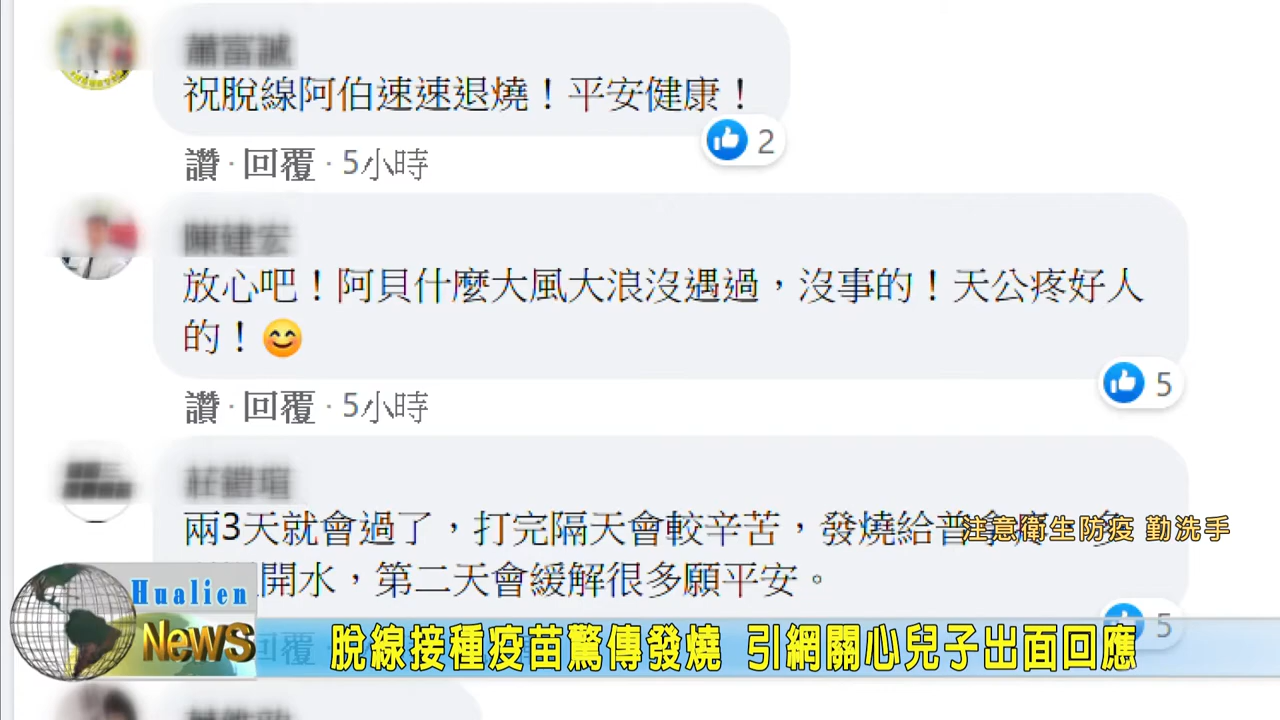 祝脫線阿伯速速退燒！平安健康！
2
讚 · 回覆 · 5小時
放心吧！阿貝什麼大風大浪沒遇過，沒事的！天公疼好人
的！😊
5
讚 · 回覆 · 5小時
兩3天就會過了，打完隔天會較辛苦，發燒給普
注意衛生防疫 勤洗手
開水，第二天會緩解很多願平安。
Hualien
News
5
回覆
脫線接種疫苗驚傳發燒 引網關心兒子出面回應